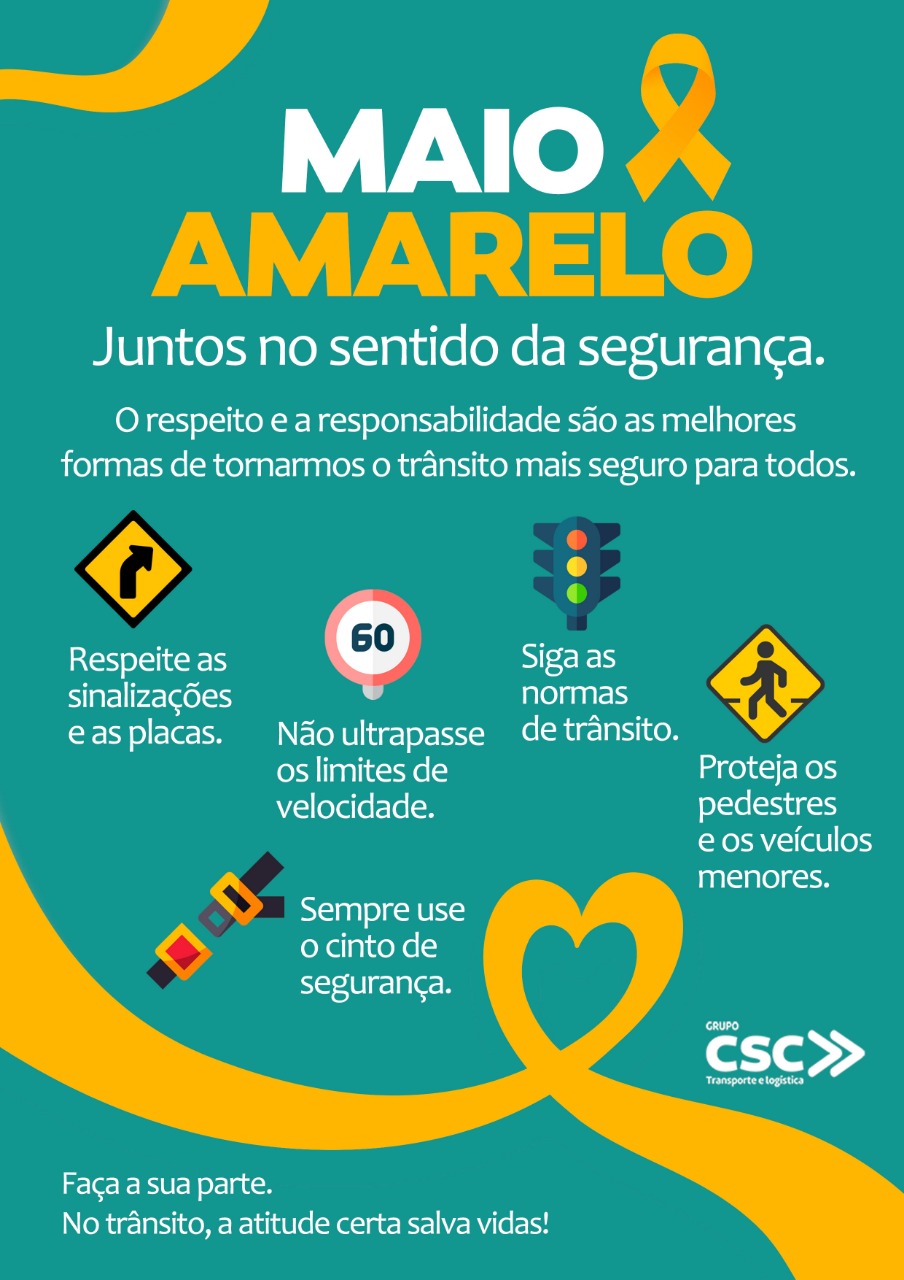 MAIO
AMARELO
Juntos no sentido da segurança.
O respeito e a responsabilidade são as melhores
formas de tornarmos o trânsito mais seguro para todos.
Respeite as
sinalizações
e as placas.
60
Não ultrapasse
os limites de
velocidade.
Siga as
normas
de trânsito.
Proteja os
pedestres
e os veículos
menores.
Sempre use
o cinto de
segurança.
GRUPO
CSC
Transporte e logística
Faça a sua parte.
No trânsito, a atitude certa salva vidas!